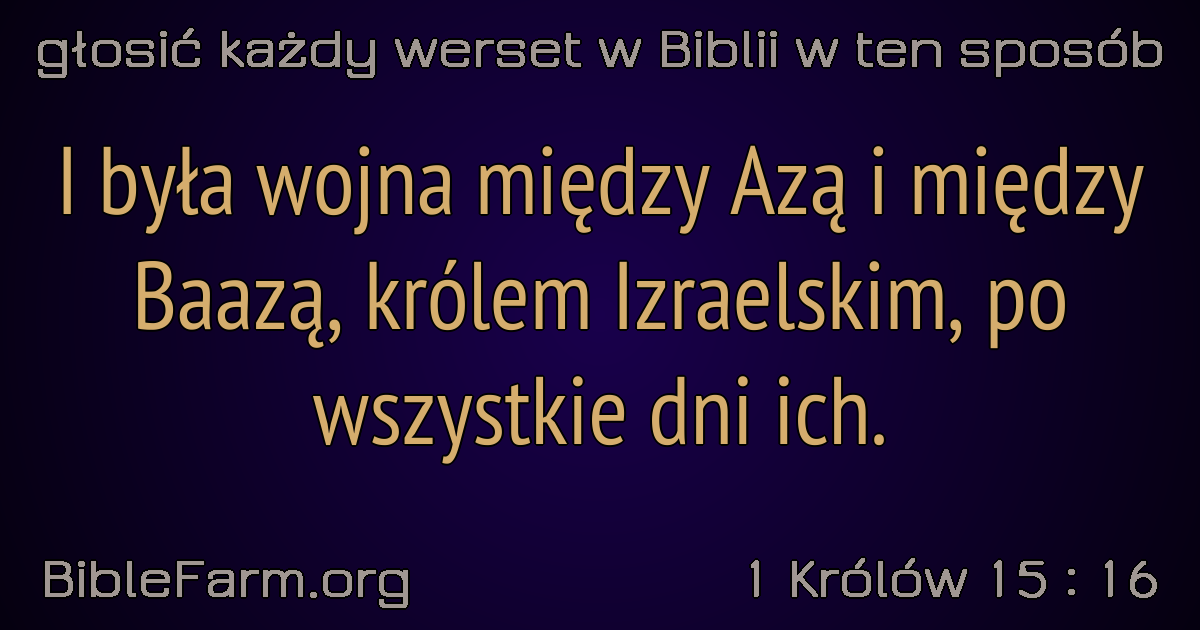 głosić każdy werset w Biblii w ten sposób
I była wojna między Azą i między
Baazą, królem Izraelskim, po
wszystkie dni ich.
BibleFarm.org
1 Królów 15 : 16